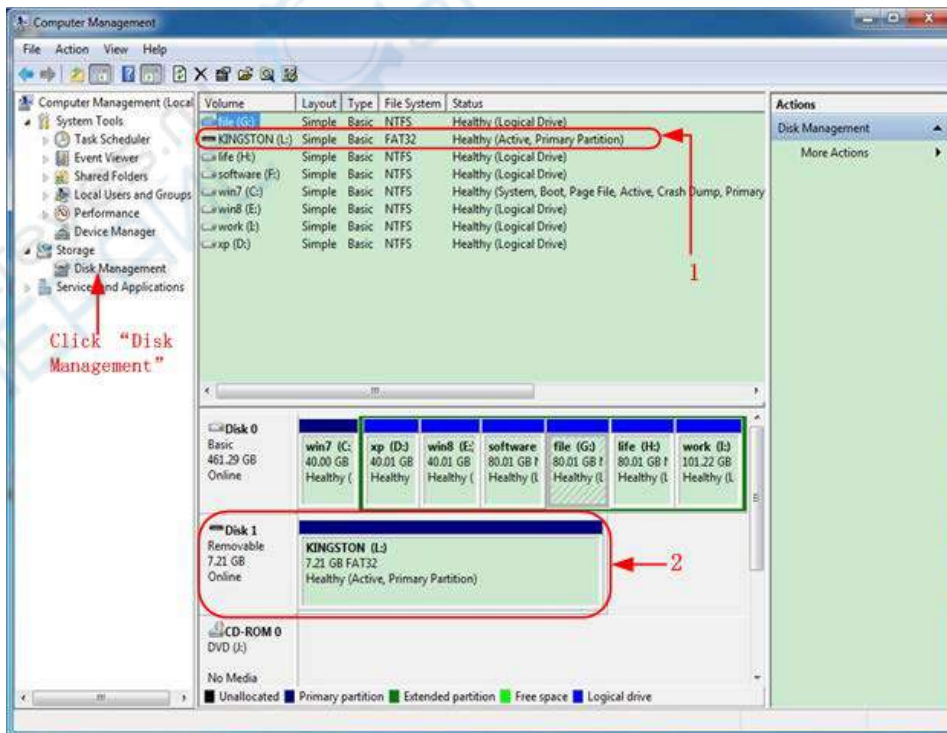 Computer Management
File Action View Help
Computer Management (Local
System Tools
Task Scheduler
Event Viewer
Shared Folders
Local Users and Groups
Performance
Device Manager
Storage
Disk Management
Services and Applications
Click “Disk
Management”
Volume Layout Type File System Status
file (G:) Simple Basic NTFS Healthy (Logical Drive)
KINGSTON (L:) Simple Basic FAT32 Healthy (Active, Primary Partition)
life (H:) Simple Basic NTFS Healthy (Logical Drive)
software (F:) Simple Basic NTFS Healthy (Logical Drive)
win7 (C:) Simple Basic NTFS Healthy (System, Boot, Page File, Active, Crash Dump, Primary
win8 (E:) Simple Basic NTFS Healthy (Logical Drive)
work (I:) Simple Basic NTFS Healthy (Logical Drive)
xp (D:) Simple Basic NTFS Healthy (Logical Drive)
1
Actions
Disk Management
More Actions
Disk 0
Basic
461.29 GB
Online
win7 (C: xp (D:) win8 (E: software file (G:) life (H:) work (I:)
40.00 GB 40.01 GB 40.01 GB 80.01 GB 80.01 GB 80.01 GB 101.22 GB
Healthy ( Healthy Healthy ( Healthy (L Healthy (L Healthy (L Healthy (L
Disk 1
Removable
7.21 GB
Online
KINGSTON (L:)
7.21 GB FAT32
Healthy (Active, Primary Partition)
2
CD-ROM 0
DVD (J:)
No Media
Unallocated Primary partition Extended partition Free space Logical drive